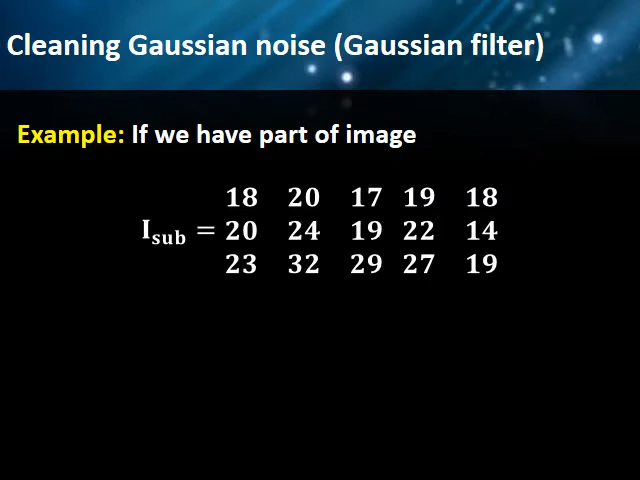 Cleaning Gaussian noise (Gaussian filter)
Example: If we have part of image
18 20 17 19 18
I_sub = 20 24 19 22 14
23 32 29 27 19